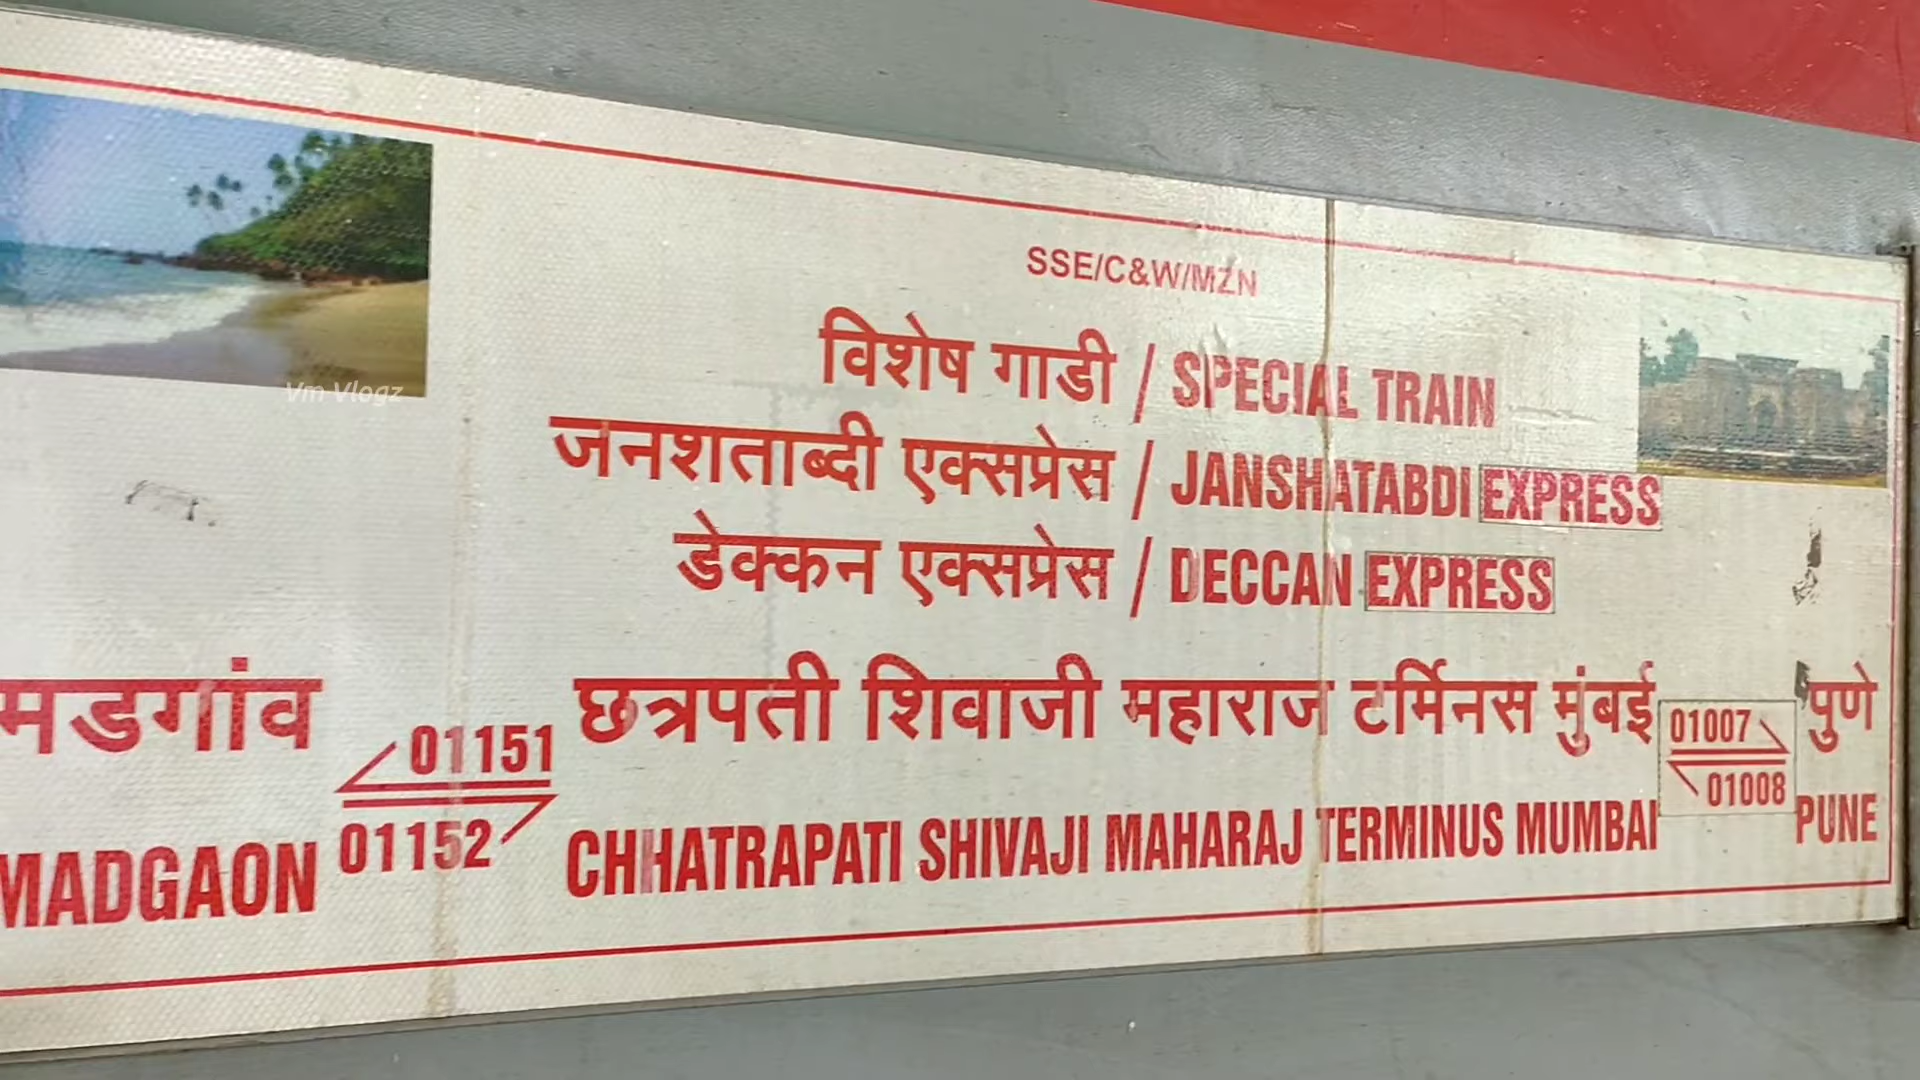 SSE/C&W/MZN
विशेष गाडी / SPECIAL TRAIN
जनशताब्दी एक्सप्रेस / JANSHATABDI EXPRESS
डेक्कन एक्सप्रेस / DECCAN EXPRESS
मडगांव 01151 छत्रपती शिवाजी महाराज टर्मिनस मुंबई 01007 पुणे
MADGAON 01152 CHHATRAPATI SHIVAJI MAHARAJ TERMINUS MUMBAI 01008 PUNE
Vm Vlogz